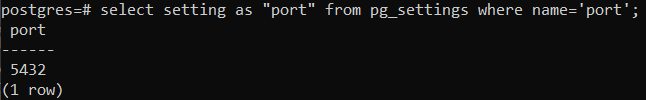 postgres=# select setting as "port" from pg_settings where name='port';
 port
------
 5432
(1 row)